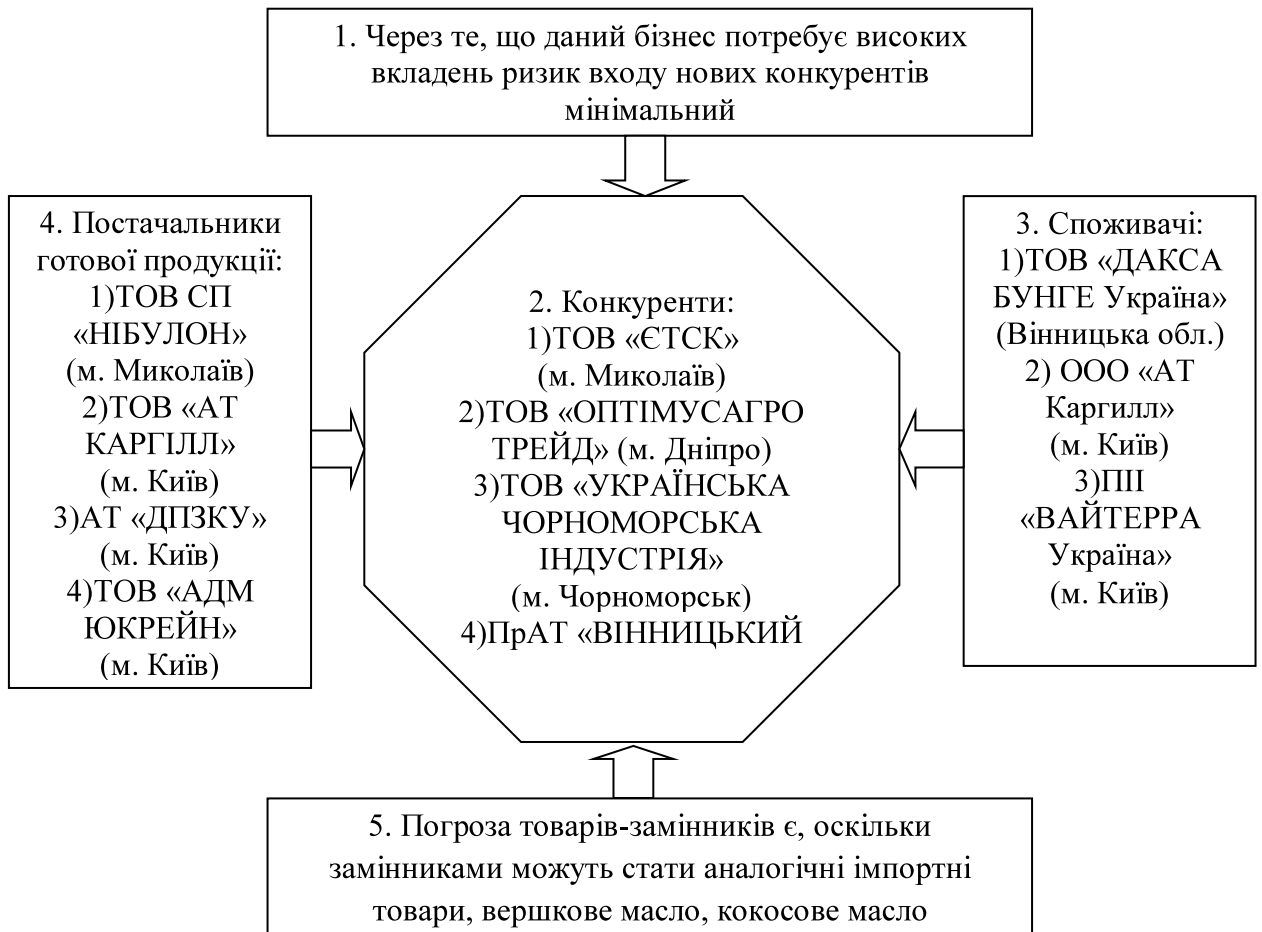 1. Через те, що даний бізнес потребує високих
вкладень ризик входу нових конкурентів
мінімальний
4. Постачальники
готової продукції:
1)ТОВ СП
«НІБУЛОН»
(м. Миколаїв)
2)ТОВ «АТ
КАРГІЛЛ»
(м. Київ)
3)АТ «ДПЗКУ»
(м. Київ)
4)ТОВ «АДМ
ЮКРЕЙН»
(м. Київ)
2. Конкуренти:
1)ТОВ «ЄТСК»
(м. Миколаїв)
2)ТОВ «ОПТІМУСАГРО
ТРЕЙД» (м. Дніпро)
3)ТОВ «УКРАЇНСЬКА
ЧОРНОМОРСЬКА
ІНДУСТРІЯ»
(м. Чорноморськ)
4)ПрАТ «ВІННИЦЬКИЙ
3. Споживачі:
1)ТОВ «ДАКСА
БУНГЕ Україна»
(Вінницька обл.)
2) ООО «АТ
Каргилл»
(м. Київ)
3)ПІІ
«ВАЙТЕРРА
Україна»
(м. Київ)
5. Погроза товарів-замінників є, оскільки
замінниками можуть стати аналогічні імпортні
товари, вершкове масло, кокосове масло